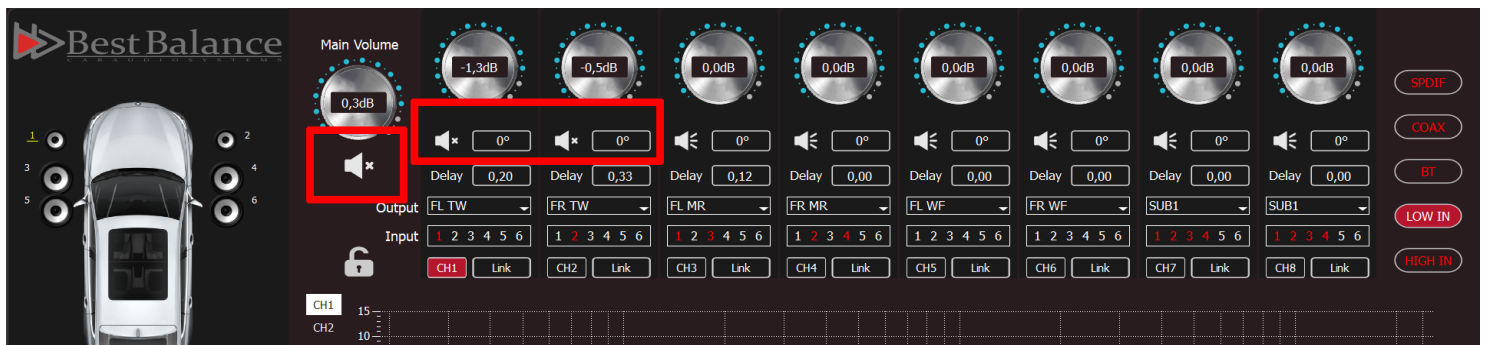 Best Balance
CARAUDIOSYSTEMS
1 2
3 4
5 6
Main Volume
0,3dB
-1,3dB -0,5dB 0,0dB 0,0dB 0,0dB 0,0dB 0,0dB 0,0dB
0° 0° 0° 0° 0° 0° 0° 0°
Delay 0,20 Delay 0,33 Delay 0,12 Delay 0,00 Delay 0,00 Delay 0,00 Delay 0,00 Delay 0,00
Output FL TW FR TW FL MR FR MR FL WF FR WF SUB1 SUB1
Input 1 2 3 4 5 6 1 2 3 4 5 6 1 2 3 4 5 6 1 2 3 4 5 6 1 2 3 4 5 6 1 2 3 4 5 6 1 2 3 4 5 6 1 2 3 4 5 6
CH1 Link CH2 Link CH3 Link CH4 Link CH5 Link CH6 Link CH7 Link CH8 Link
SPDIF
COAX
BT
LOW IN
HIGH IN
CH1 15
CH2 10